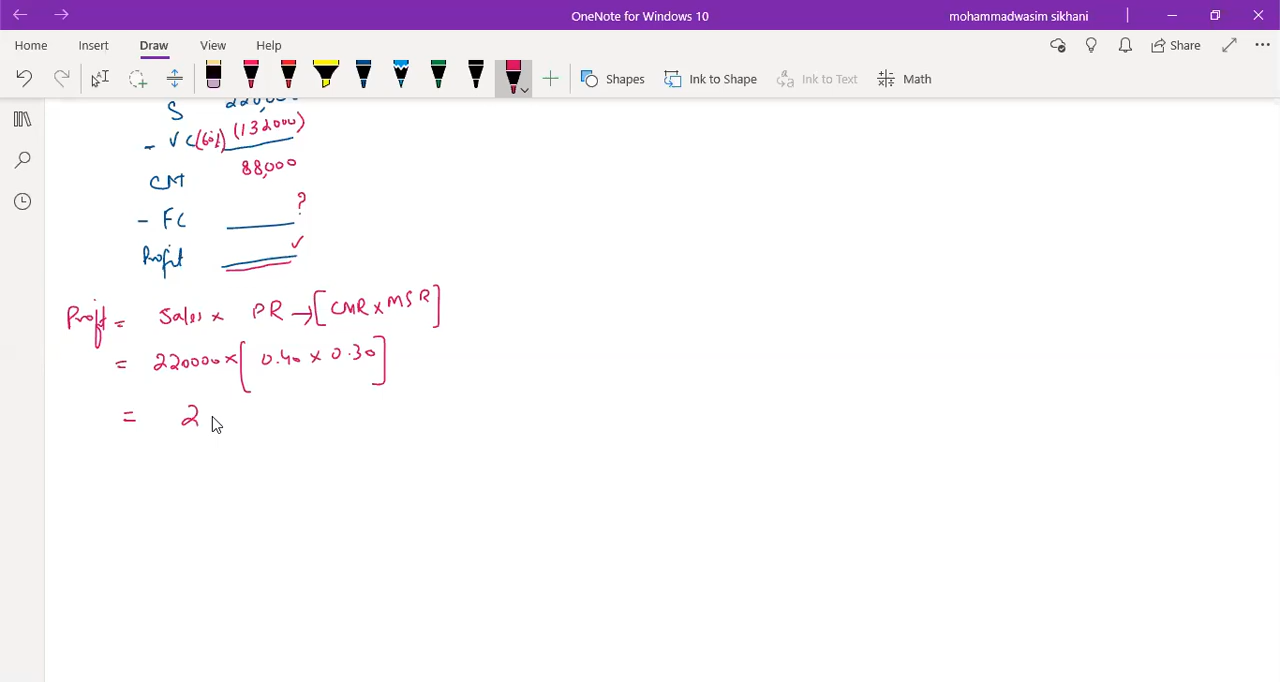 OneNote for Windows 10
mohammadwasim sikhani
Home Insert Draw View Help
Share
Shapes Ink to Shape Ink to Text Math
S 220,000
- VC(60%) (132000)
CM 88,000
- FC ?
Profit ✓
Profit = Sales × PR → [CMR × MSR]
= 220000 × [0.40 × 0.30]
= 2